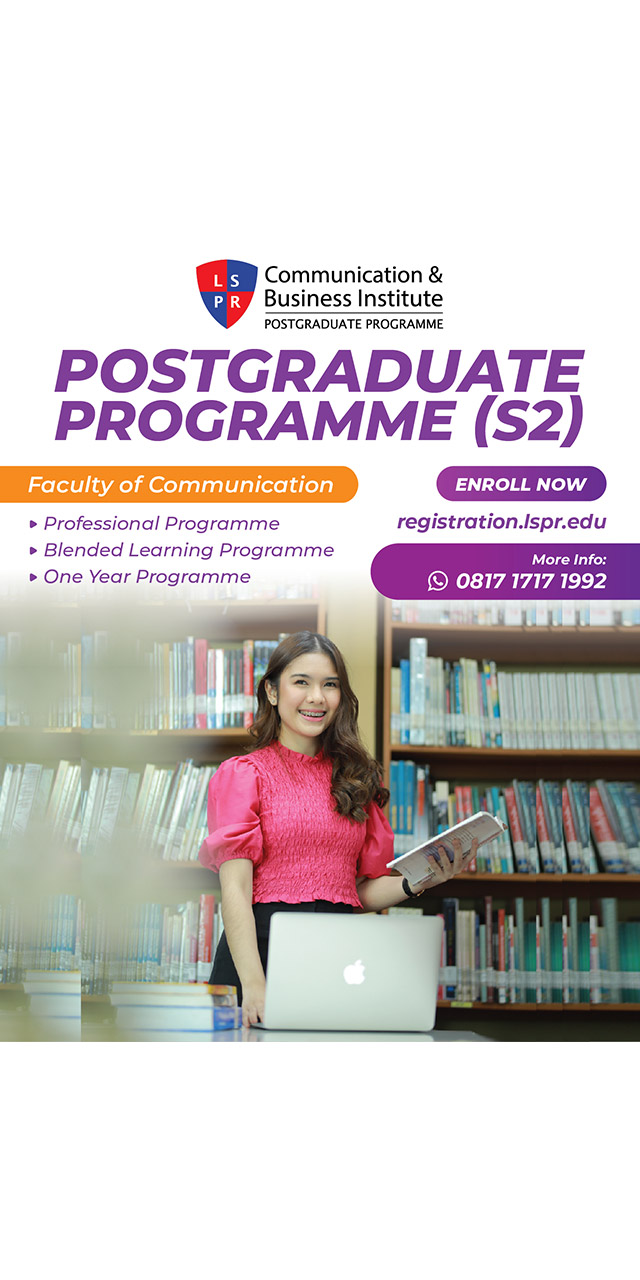 L S
P R
Communication &
Business Institute
POSTGRADUATE PROGRAMME
POSTGRADUATE
PROGRAMME (S2)
Faculty of Communication
Professional Programme
Blended Learning Programme
One Year Programme
ENROLL NOW
registration.lspr.edu
More Info:
0817 1717 1992